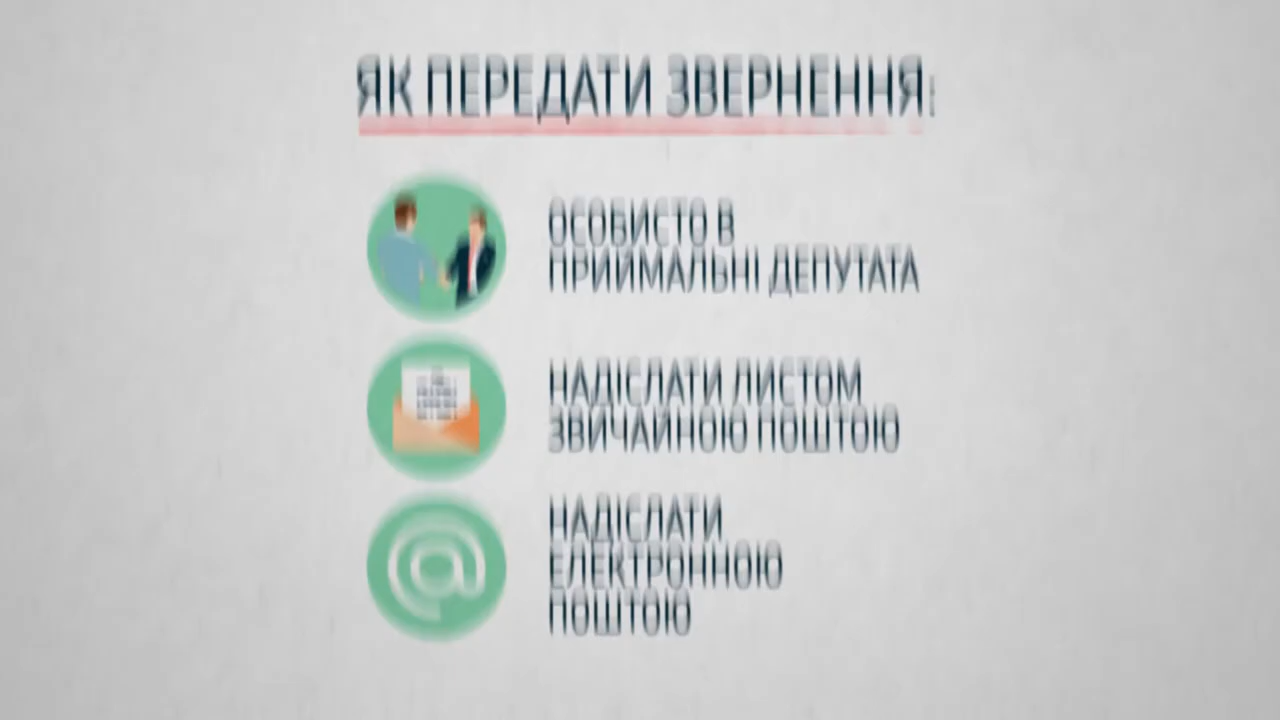 ЯК ПЕРЕДАТИ ЗВЕРНЕННЯ:
ОСОБИСТО В
ПРИЙМАЛЬНІ ДЕПУТАТА
НАДІСЛАТИ ЛИСТОМ
ЗВИЧАЙНОЮ ПОШТОЮ
@
НАДІСЛАТИ
ЕЛЕКТРОННОЮ
ПОШТОЮ